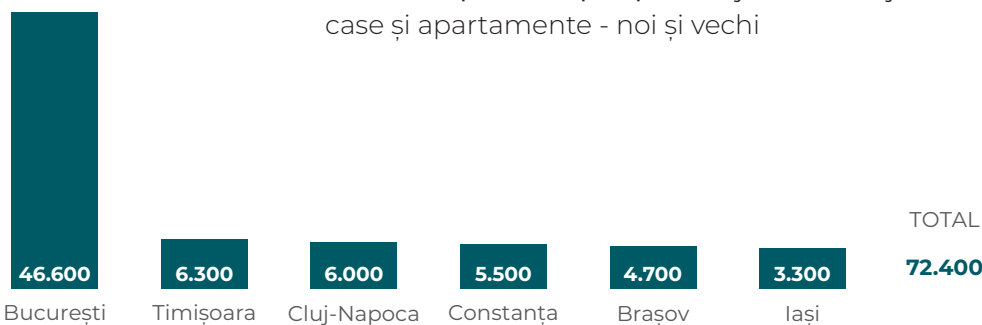 case și apartamente - noi și vechi
TOTAL
46.600 6.300 6.000 5.500 4.700 3.300 72.400
București Timișoara Cluj-Napoca Constanța Brașov Iași